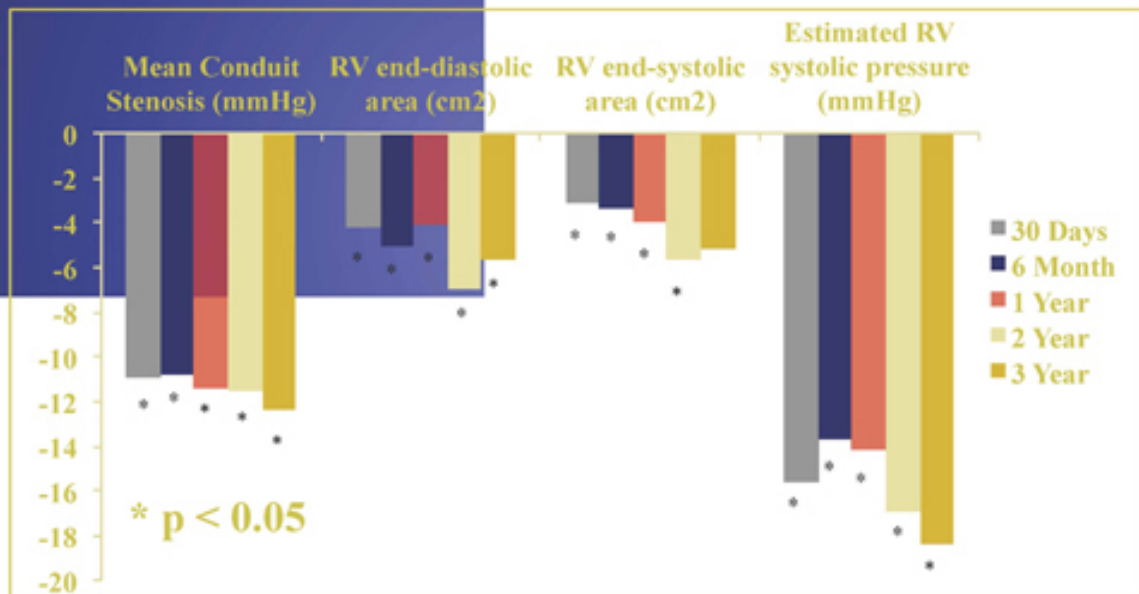 Mean Conduit
Stenosis (mmHg)
RV end-diastolic
area (cm2)
RV end-systolic
area (cm2)
Estimated RV
systolic pressure
(mmHg)
0
-2
-4
-6
-8
-10
-12
-14
-16
-18
-20
* * * * *
* * * * *
* * * *
* * * * *
* p < 0.05
30 Days
6 Month
1 Year
2 Year
3 Year